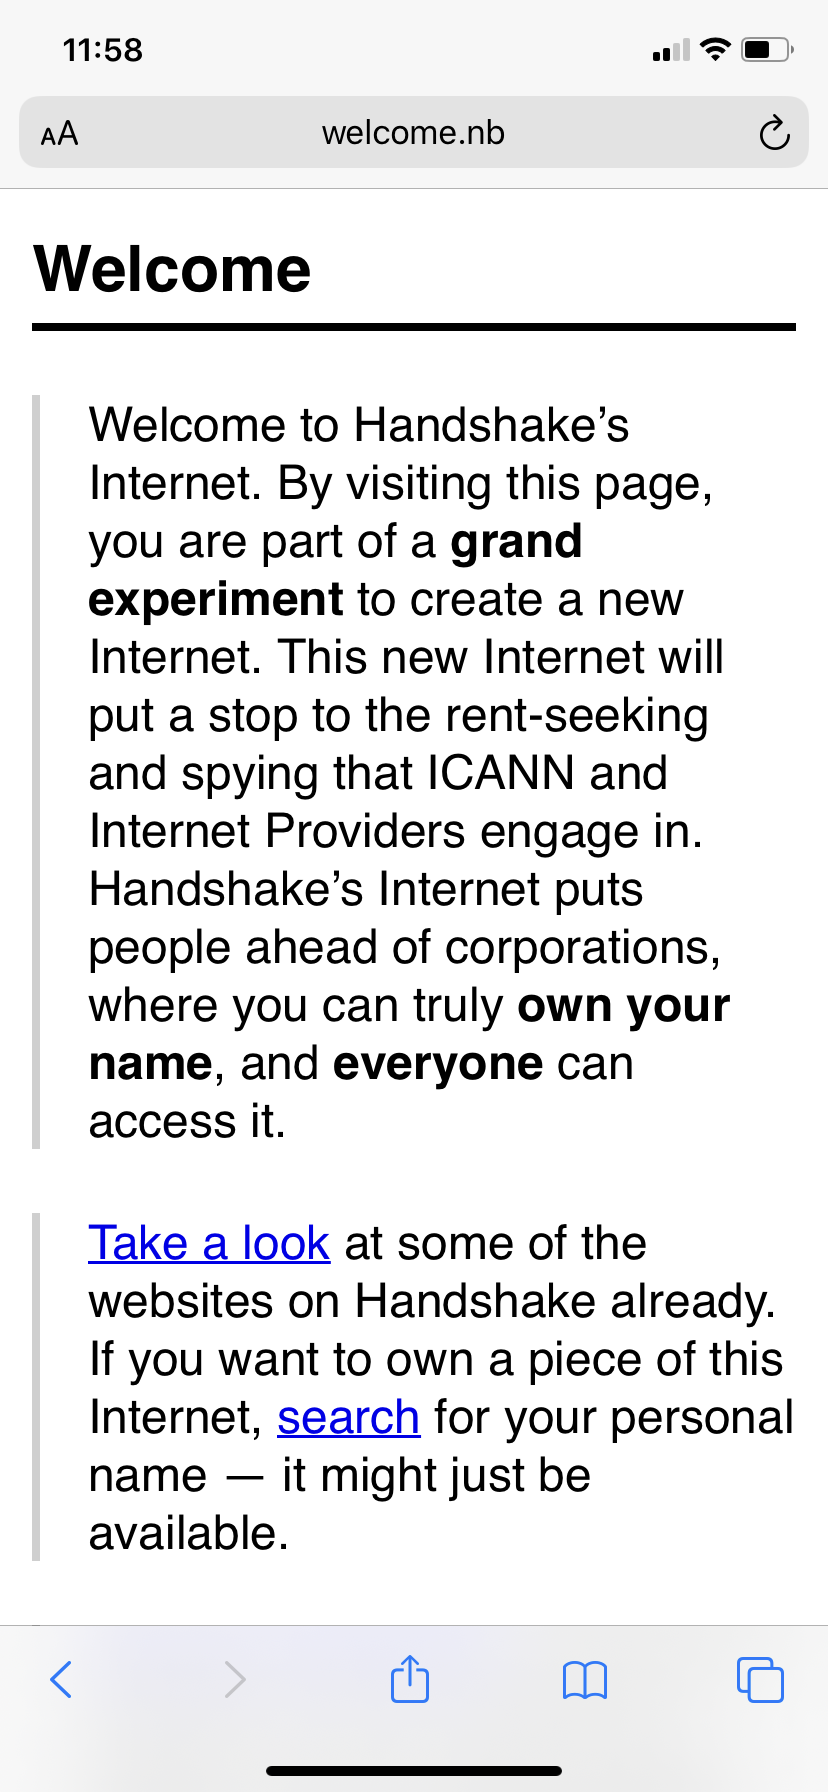 11:58
AA welcome.nb
Welcome
Welcome to Handshake’s
Internet. By visiting this page,
you are part of a grand
experiment to create a new
Internet. This new Internet will
put a stop to the rent-seeking
and spying that ICANN and
Internet Providers engage in.
Handshake’s Internet puts
people ahead of corporations,
where you can truly own your
name, and everyone can
access it.
Take a look at some of the
websites on Handshake already.
If you want to own a piece of this
Internet, search for your personal
name — it might just be
available.